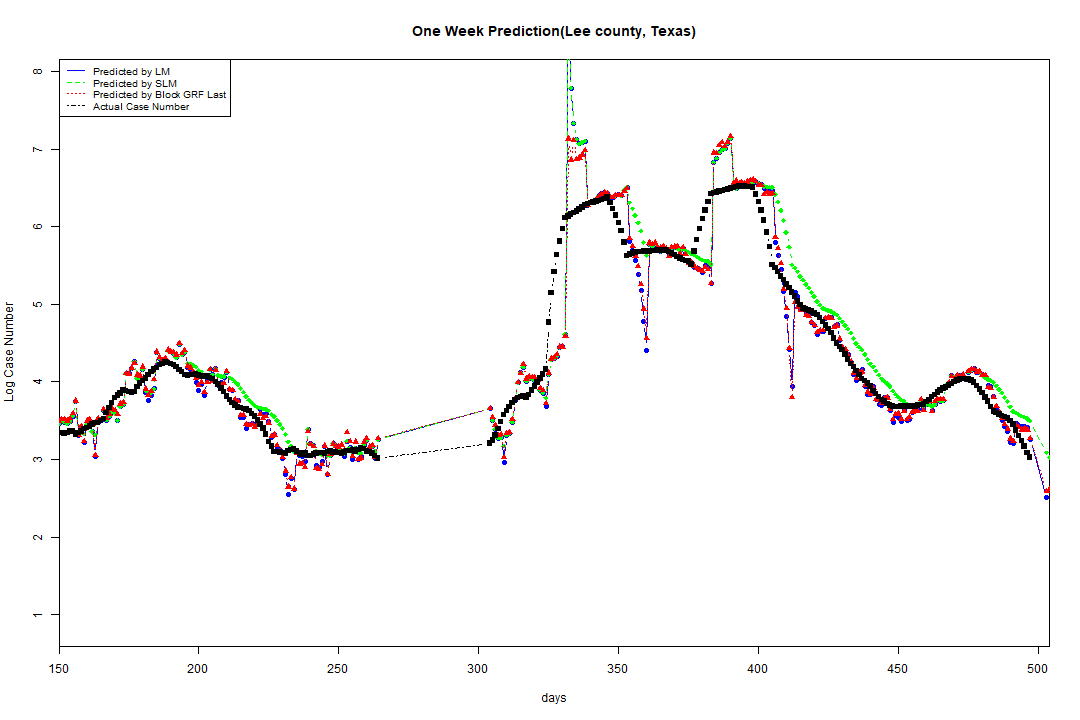 One Week Prediction(Lee county, Texas)
Predicted by LM
Predicted by SLM
Predicted by Block GRF Last
Actual Case Number
Log Case Number
8
7
6
5
4
3
2
1
150 200 250 300 350 400 450 500
days